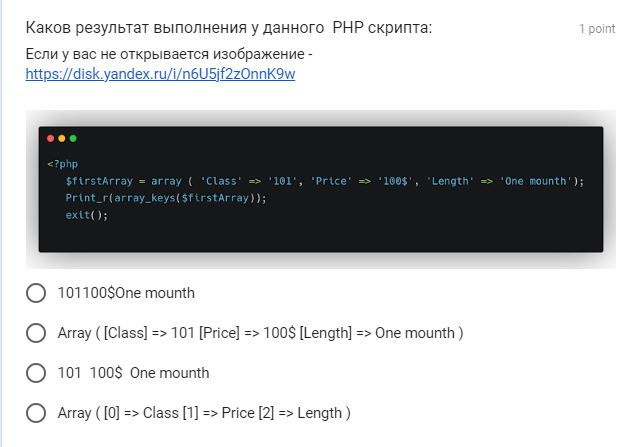 Каков результат выполнения у данного  PHP скрипта:
1 point
Если у вас не открывается изображение -
https://disk.yandex.ru/i/n6U5jf2zOnnK9w
<?php
$firstArray = array ( 'Class' => '101', 'Price' => '100$', 'Length' => 'One mounth');
Print_r(array_keys($firstArray));
exit();
101100$One mounth
Array ( [Class] => 101 [Price] => 100$ [Length] => One mounth )
101  100$  One mounth
Array ( [0] => Class [1] => Price [2] => Length )